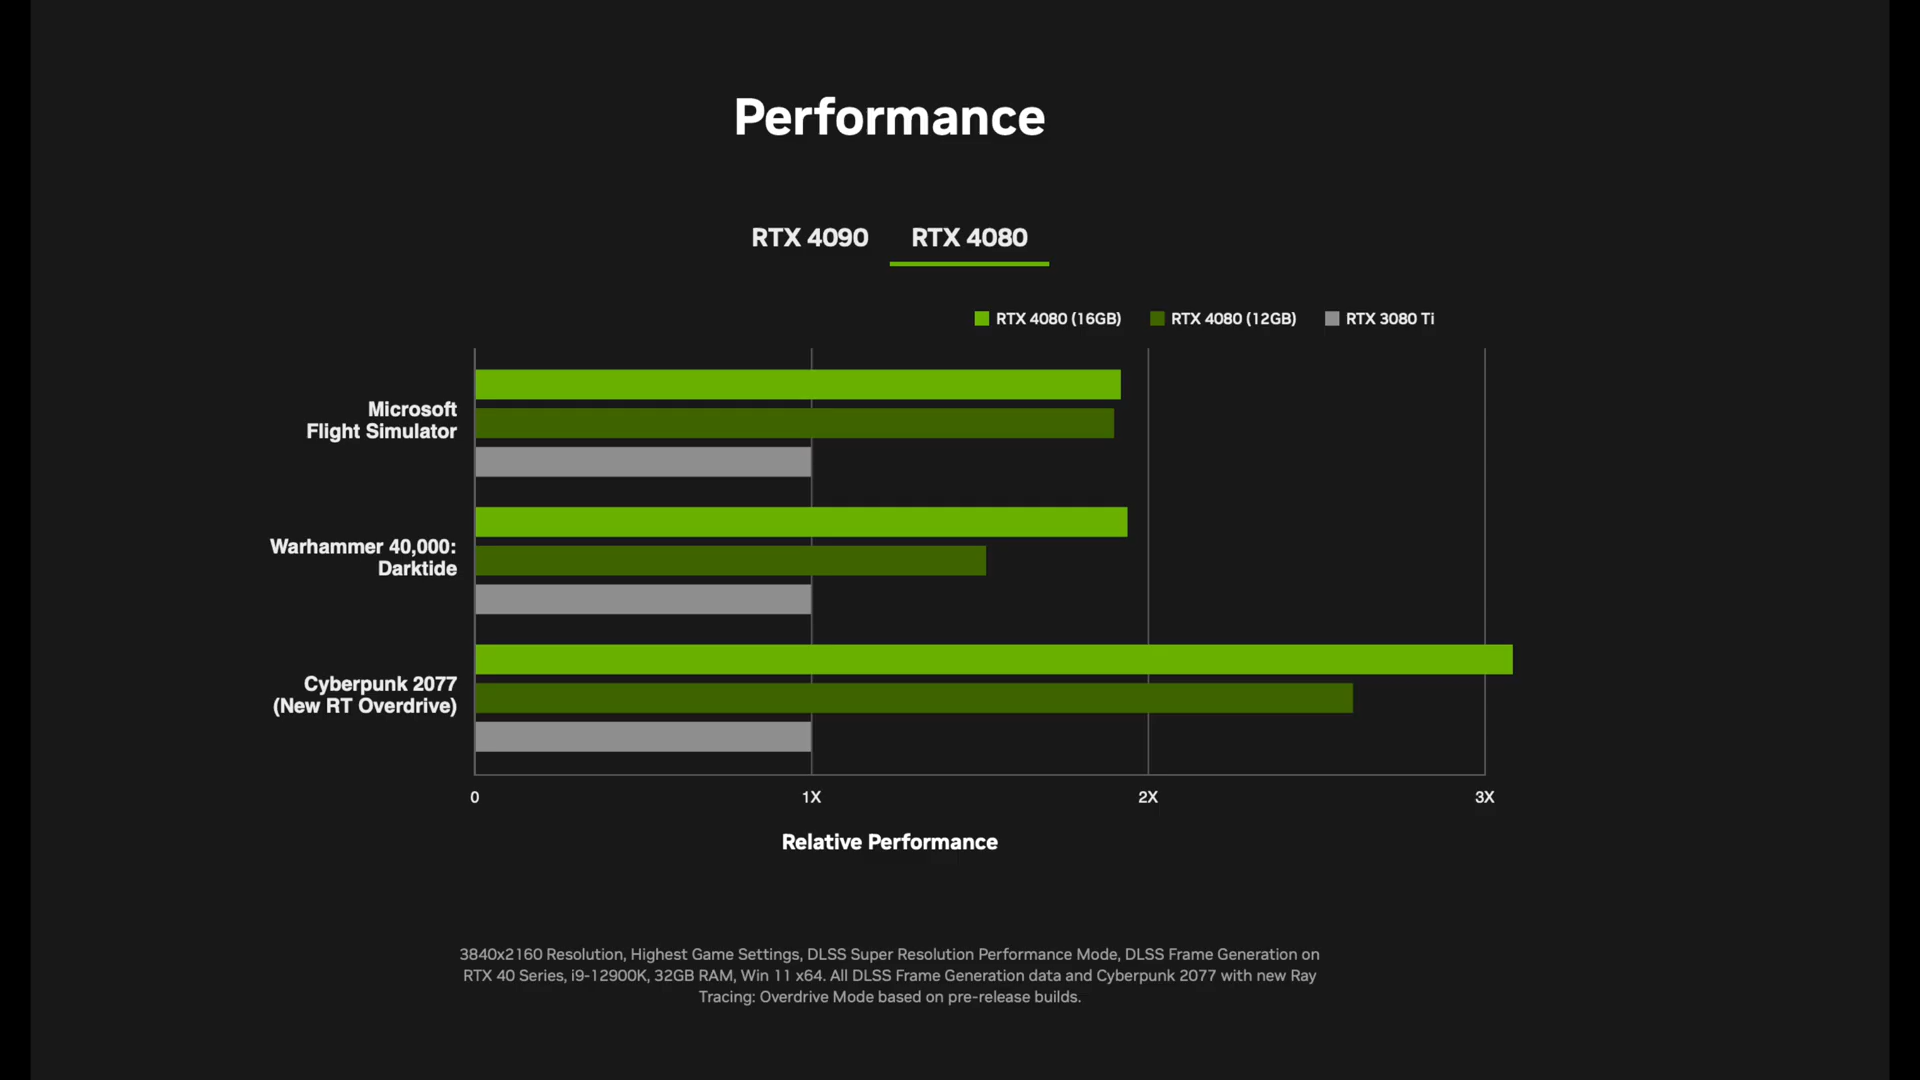 Performance
RTX 4090 RTX 4080
RTX 4080 (16GB) RTX 4080 (12GB) RTX 3080 Ti
Microsoft
Flight Simulator
Warhammer 40,000:
Darktide
Cyberpunk 2077
(New RT Overdrive)
0 1X 2X 3X
Relative Performance
3840x2160 Resolution, Highest Game Settings, DLSS Super Resolution Performance Mode, DLSS Frame Generation on
RTX 40 Series, i9-12900K, 32GB RAM, Win 11 x64. All DLSS Frame Generation data and Cyberpunk 2077 with new Ray
Tracing: Overdrive Mode based on pre-release builds.